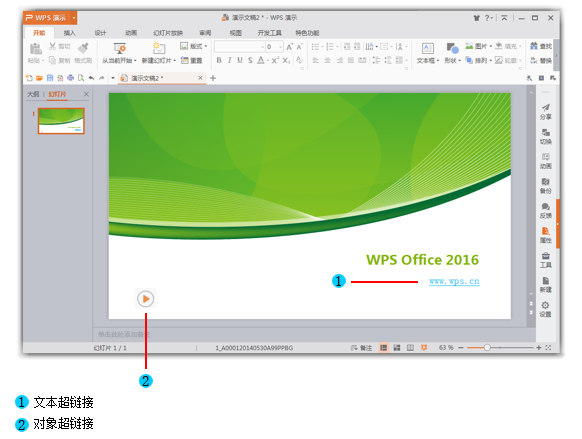 WPS 演示
演示文稿2 * - WPS 演示
开始 插入 设计 动画 幻灯片放映 审阅 视图 开发工具 特色功能
粘贴 剪切 复制 格式刷
从当前开始 新建幻灯片 版式 重置
0
B I U S A X² X₂
文本框 形状 图片 排列 填充 轮廓
查找 替换
演示文稿2 *
大纲 幻灯片
1
WPS Office 2016
www.wps.cn
1
2
分享
切换
动画
备份
反馈
属性
工具
新建
设置
单击此处添加备注
幻灯片 1 / 1
1_A000120140530A99PPBG
备注
63 %
1 文本超链接
2 对象超链接